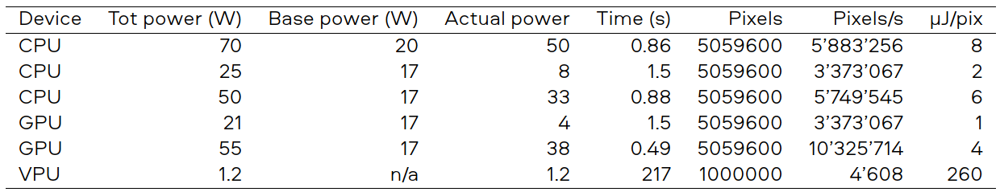 Device Tot power (W) Base power (W) Actual power Time (s) Pixels Pixels/s µJ/pix
CPU 70 20 50 0.86 5059600 5’883’256 8
CPU 25 17 8 1.5 5059600 3’373’067 2
CPU 50 17 33 0.88 5059600 5’749’545 6
GPU 21 17 4 1.5 5059600 3’373’067 1
GPU 55 17 38 0.49 5059600 10’325’714 4
VPU 1.2 n/a 1.2 217 1000000 4’608 260